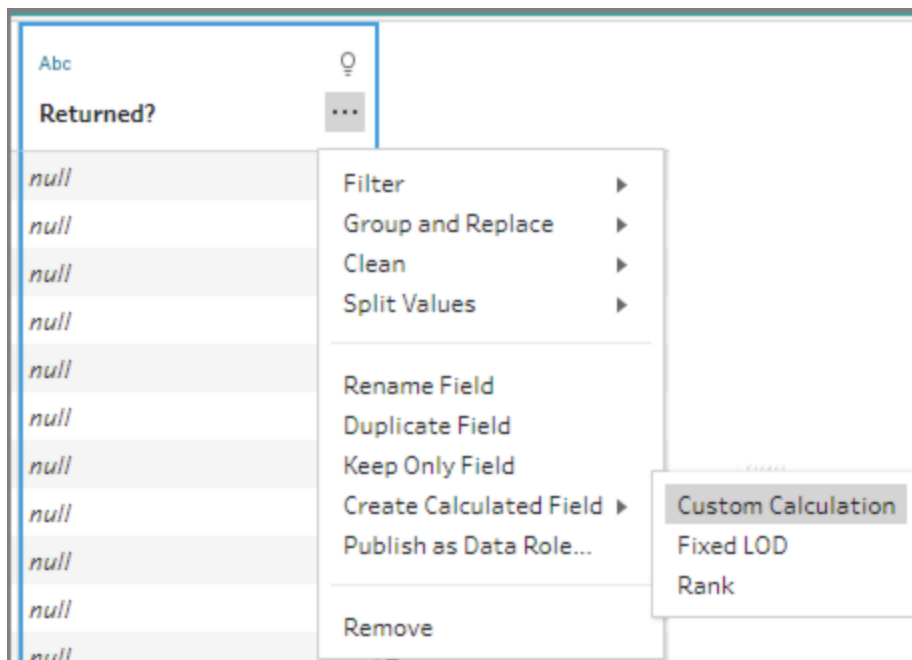 Abc
Returned?
...
null
null
null
null
null
null
null
null
null
null
null
Filter
Group and Replace
Clean
Split Values
Rename Field
Duplicate Field
Keep Only Field
Create Calculated Field
Publish as Data Role...
Remove
Custom Calculation
Fixed LOD
Rank